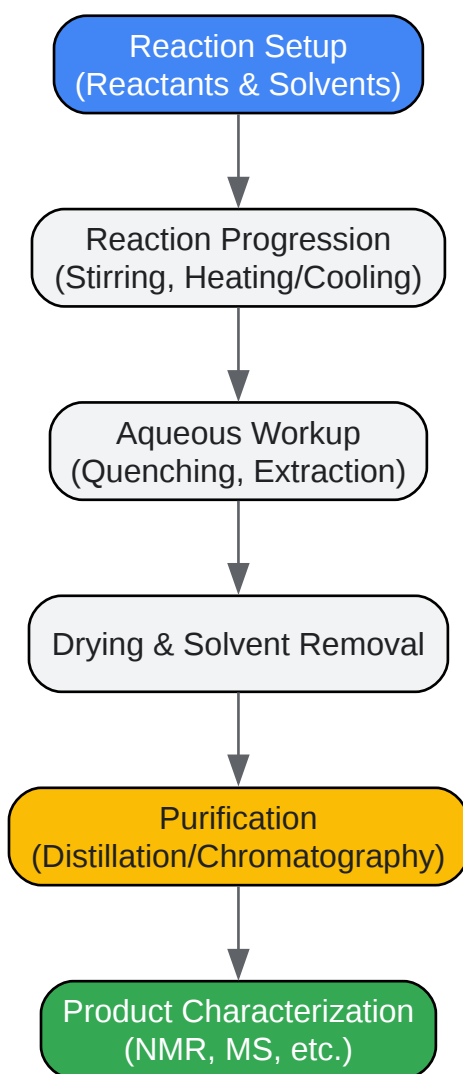 Reaction Setup
(Reactants & Solvents)
Reaction Progression
(Stirring, Heating/Cooling)
Aqueous Workup
(Quenching, Extraction)
Drying & Solvent Removal
Purification
(Distillation/Chromatography)
Product Characterization
(NMR, MS, etc.)